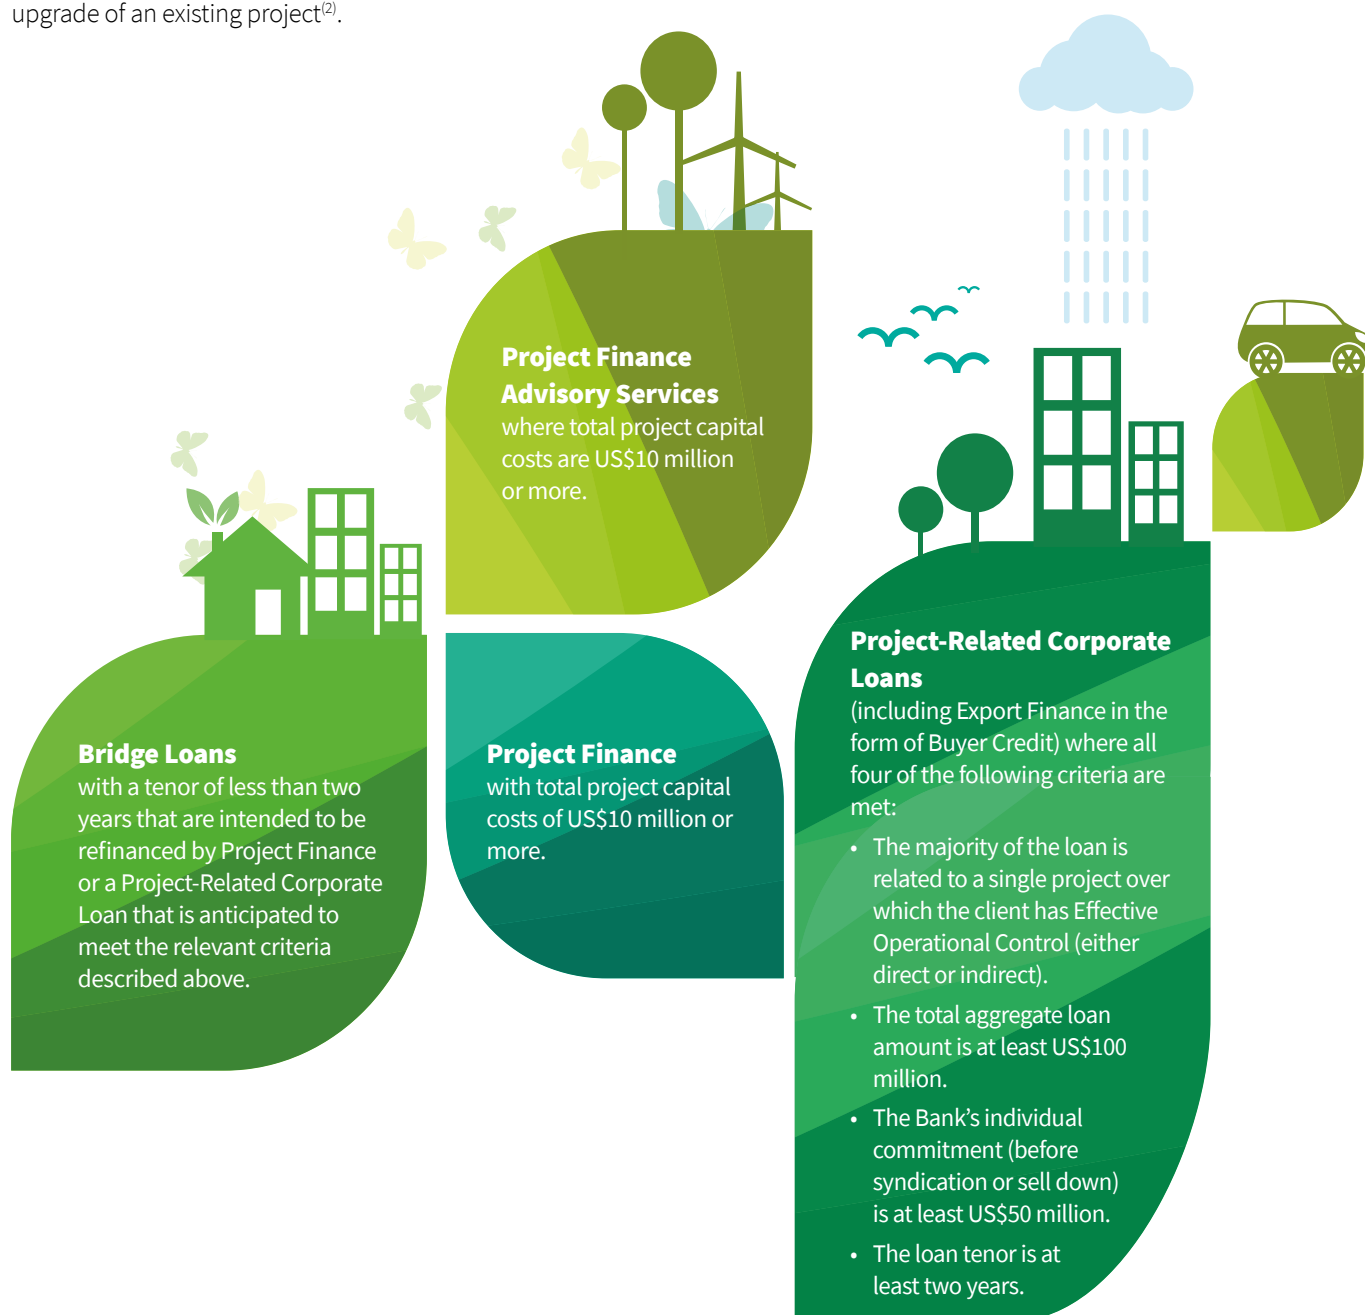 upgrade of an existing project(2).
Project Finance
Advisory Services
where total project capital
costs are US$10 million
or more.
Bridge Loans
with a tenor of less than two
years that are intended to be
refinanced by Project Finance
or a Project-Related Corporate
Loan that is anticipated to
meet the relevant criteria
described above.
Project Finance
with total project capital
costs of US$10 million or
more.
Project-Related Corporate
Loans
(including Export Finance in the
form of Buyer Credit) where all
four of the following criteria are
met:
• The majority of the loan is
related to a single project over
which the client has Effective
Operational Control (either
direct or indirect).
• The total aggregate loan
amount is at least US$100
million.
• The Bank’s individual
commitment (before
syndication or sell down)
is at least US$50 million.
• The loan tenor is at
least two years.